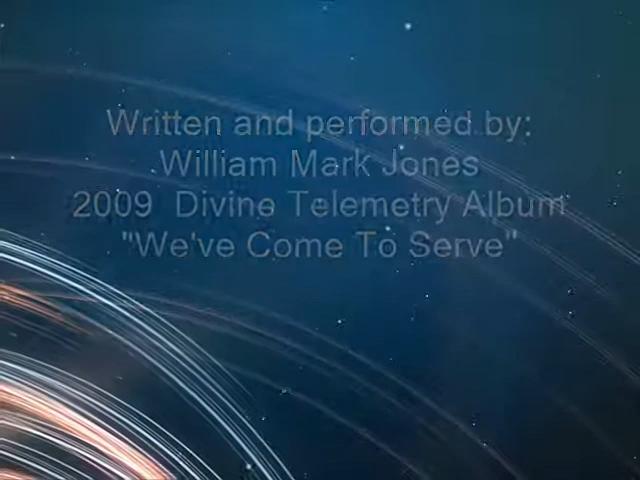 Written and performed by:
William Mark Jones
2009 Divine Telemetry Album
"We've Come To Serve"